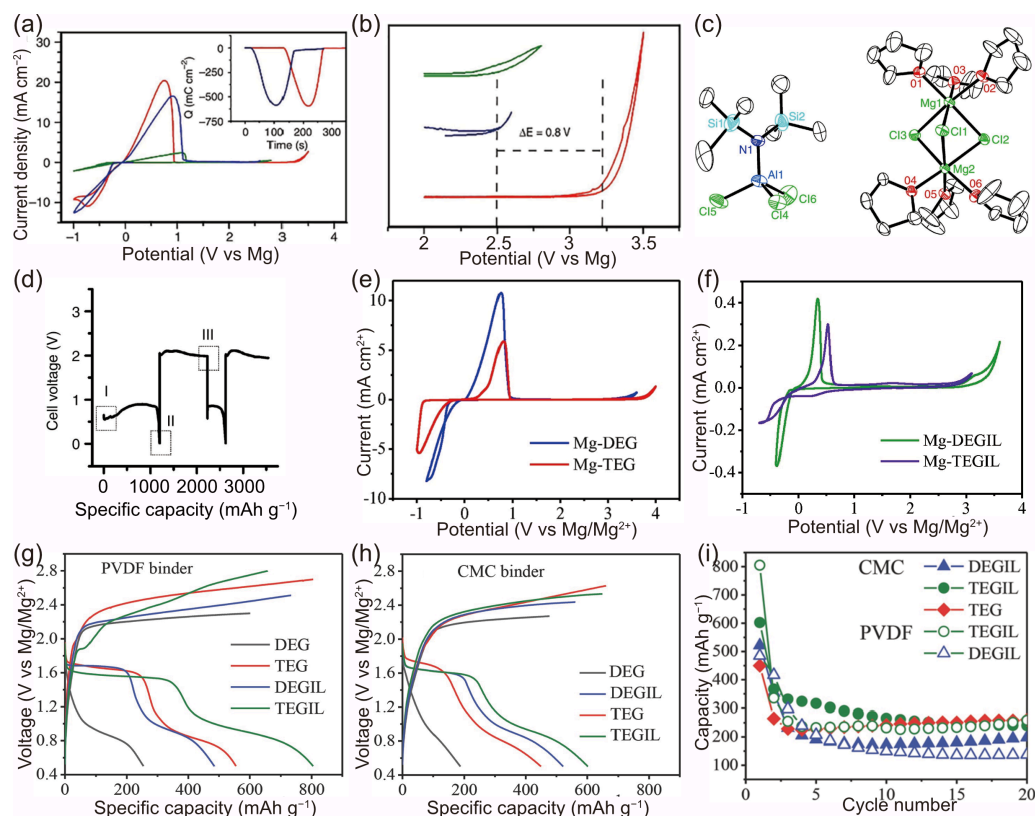 (a)
Current density (mA cm⁻²)
30
25
20
15
10
5
0
−10
−1
0
1
2
3
4
Potential (V vs Mg)
Q (mC cm⁻²)
0
−250
−500
−750
0
100
200
300
Time (s)
(b)
ΔE = 0.8 V
2.0
2.5
3.0
3.5
Potential (V vs Mg)
(c)
Si1
Si2
N1
Al1
Cl5
Cl4
Cl6
O1
O3
O2
Mg1
Cl3
Cl1
Cl2
Mg2
O4
O5
O6
(d)
Cell voltage (V)
4
3
2
1
0
I
II
III
0
1000
2000
3000
Specific capacity (mAh g⁻¹)
(e)
Current (mA cm²⁺)
10
5
0
-5
-10
Mg-DEG
Mg-TEG
-1
0
1
2
3
4
Potential (V vs Mg/Mg²⁺)
(f)
Current (mA cm²⁺)
0.4
0.2
0.0
-0.2
-0.4
Mg-DEGIL
Mg-TEGIL
-1
0
1
2
3
4
Potential (V vs Mg/Mg²⁺)
(g)
PVDF binder
Voltage (V vs Mg/Mg²⁺)
2.8
2.4
2.0
1.6
1.2
0.8
0.4
DEG
TEG
DEGIL
TEGIL
0
200
400
600
800
Specific capacity (mAh g⁻¹)
(h)
CMC binder
Voltage (V vs Mg/Mg²⁺)
2.8
2.4
2.0
1.6
1.2
0.8
0.4
DEG
DEGIL
TEG
TEGIL
0
200
400
600
800
Specific capacity (mAh g⁻¹)
(i)
Capacity (mAh g⁻¹)
800
700
600
500
400
300
200
100
CMC
DEGIL
TEGIL
TEG
PVDF
TEGIL
DEGIL
0
5
10
15
20
Cycle number